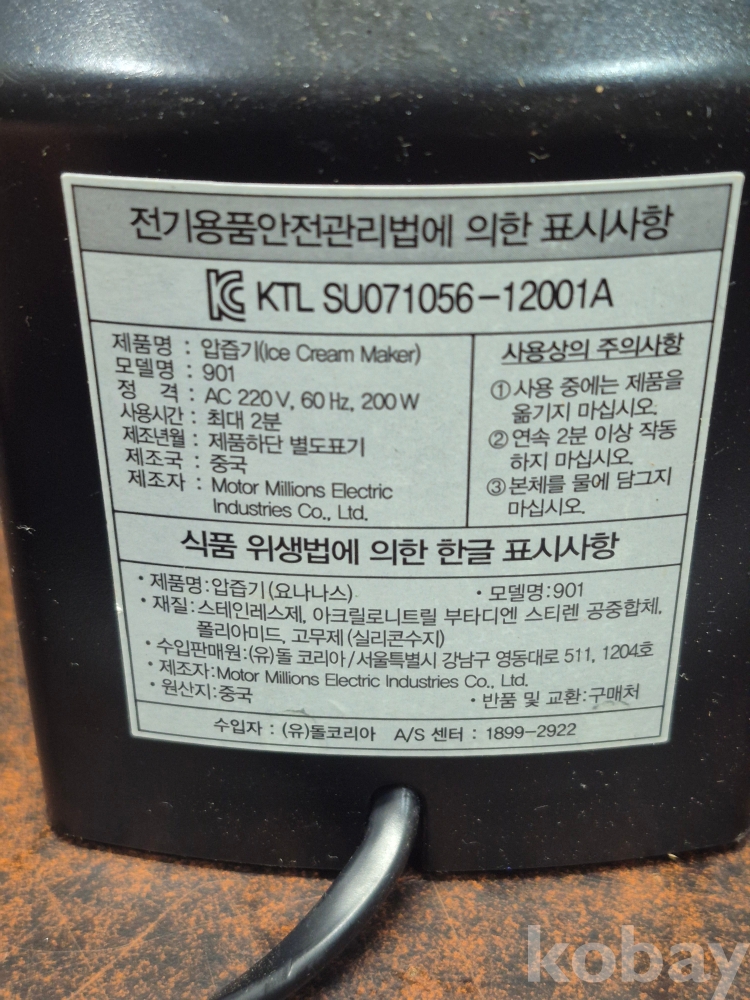 전기용품안전관리법에 의한 표시사항
KC KTL SU071056-12001A
제품명 : 압즙기(Ice Cream Maker)
모델명 : 901
정 격 : AC 220V, 60Hz, 200W
사용시간 : 최대 2분
제조년월 : 제품하단 별도표기
제조국 : 중국
제조자 : Motor Millions Electric
Industries Co., Ltd.
사용상의 주의사항
①사용 중에는 제품을
옮기지 마십시오.
②연속 2분 이상 작동
하지 마십시오.
③본체를 물에 담그지
마십시오.
식품 위생법에 의한 한글 표시사항
• 제품명:압즙기(요나나스) • 모델명:901
• 재질:스테인레스제, 아크릴로니트릴 부타디엔 스티렌 공중합체,
폴리아미드, 고무제(실리콘수지)
• 수입판매원:(유)돌 코리아/서울특별시 강남구 영동대로 511, 1204호
• 제조자:Motor Millions Electric Industries Co., Ltd.
• 원산지:중국 • 반품 및 교환:구매처
수입자 : (유)돌코리아 A/S 센터 : 1899-2922
kobay